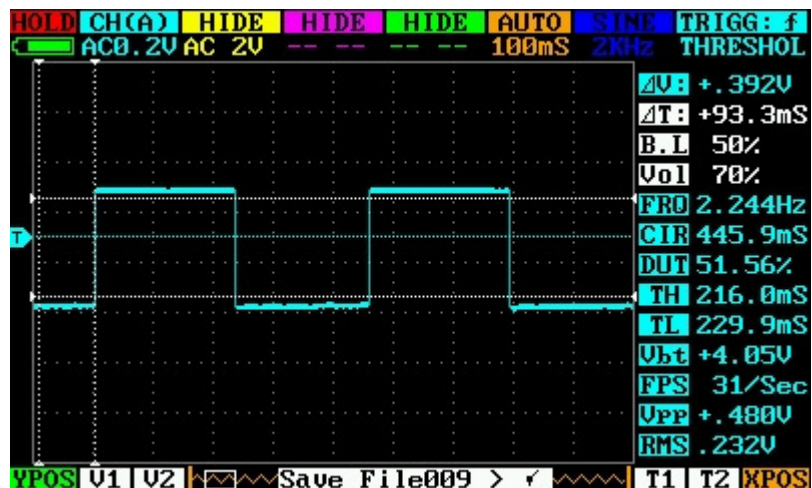 HOLD CH(A) HIDE HIDE HIDE AUTO SINE TRIGG: f
AC0.2V AC 2V -- -- -- -- 100mS 2KHz THRESHOL
⊿V: +.392V
⊿T: +93.3mS
B.L 50%
Vol 70%
FRQ 2.244Hz
CIR 445.9mS
T
DUT 51.56%
TH 216.0mS
TL 229.9mS
Vbt +4.05V
FPS 31/Sec
VPP +.480V
RMS .232V
YPOS V1 V2 Save File009 > ✓ T1 T2 XPOS